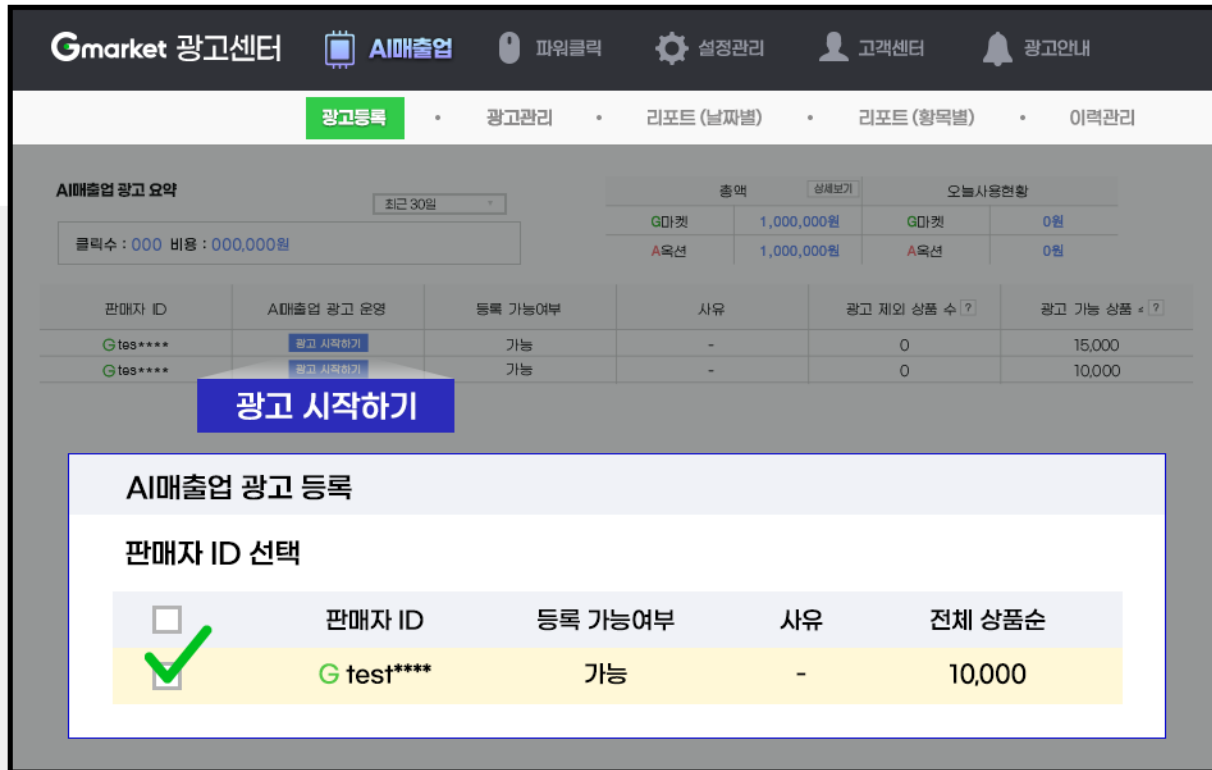 Gmarket 광고센터 AI매출업 파워클릭 설정관리 고객센터 광고안내
광고등록 • 광고관리 • 리포트 (날짜별) • 리포트 (황목별) • 이력관리
AI매출업 광고 요약
최근 30일
클릭수 : 000 비용 : 000,000원
총액 상세보기 오늘사용현황
G마켓 1,000,000원 G마켓 0원
A옥션 1,000,000원 A옥션 0원
판매자 ID AI매출업 광고 운영 등록 가능여부 사유 광고 제외 상품 수 ? 광고 가능 상품 ?
G tes**** 광고 시작하기 가능 - 0 15,000
G tes**** 광고 시작하기 가능 - 0 10,000
광고 시작하기
AI매출업 광고 등록
판매자 ID 선택
판매자 ID 등록 가능여부 사유 전체 상품순
G test**** 가능 - 10,000